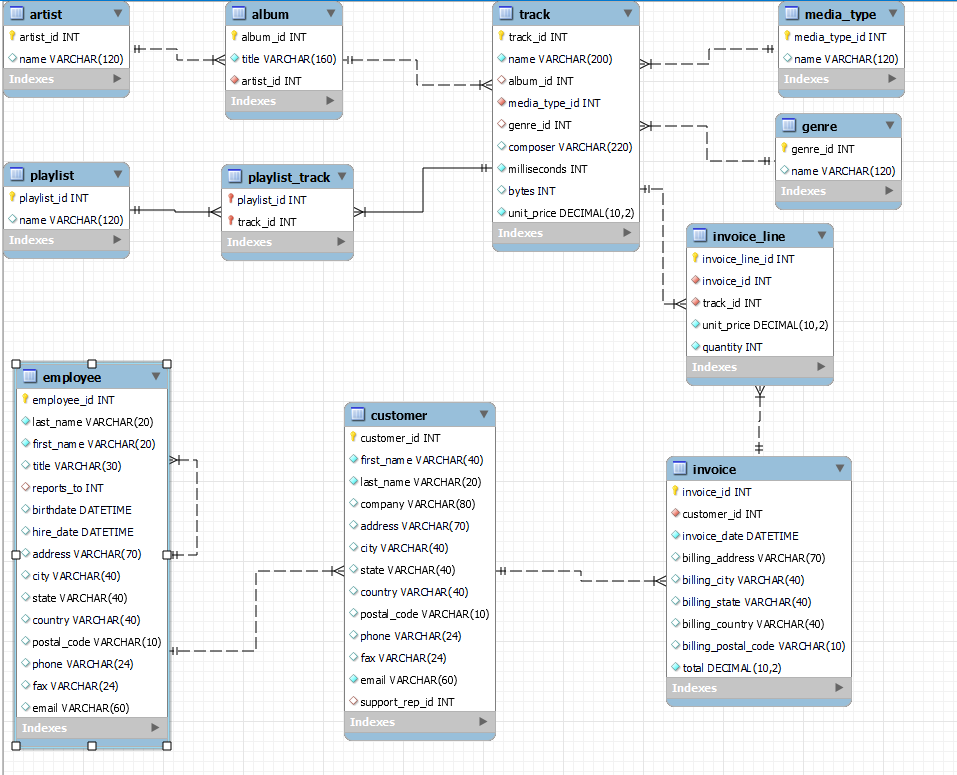 artist
artist_id INT
name VARCHAR(120)
Indexes
album
album_id INT
title VARCHAR(160)
artist_id INT
Indexes
track
track_id INT
name VARCHAR(200)
album_id INT
media_type_id INT
genre_id INT
composer VARCHAR(220)
milliseconds INT
bytes INT
unit_price DECIMAL(10,2)
Indexes
media_type
media_type_id INT
name VARCHAR(120)
Indexes
genre
genre_id INT
name VARCHAR(120)
Indexes
playlist
playlist_id INT
name VARCHAR(120)
Indexes
playlist_track
playlist_id INT
track_id INT
Indexes
invoice_line
invoice_line_id INT
invoice_id INT
track_id INT
unit_price DECIMAL(10,2)
quantity INT
Indexes
employee
employee_id INT
last_name VARCHAR(20)
first_name VARCHAR(20)
title VARCHAR(30)
reports_to INT
birthdate DATETIME
hire_date DATETIME
address VARCHAR(70)
city VARCHAR(40)
state VARCHAR(40)
country VARCHAR(40)
postal_code VARCHAR(10)
phone VARCHAR(24)
fax VARCHAR(24)
email VARCHAR(60)
Indexes
customer
customer_id INT
first_name VARCHAR(40)
last_name VARCHAR(20)
company VARCHAR(80)
address VARCHAR(70)
city VARCHAR(40)
state VARCHAR(40)
country VARCHAR(40)
postal_code VARCHAR(10)
phone VARCHAR(24)
fax VARCHAR(24)
email VARCHAR(60)
support_rep_id INT
Indexes
invoice
invoice_id INT
customer_id INT
invoice_date DATETIME
billing_address VARCHAR(70)
billing_city VARCHAR(40)
billing_state VARCHAR(40)
billing_country VARCHAR(40)
billing_postal_code VARCHAR(10)
total DECIMAL(10,2)
Indexes